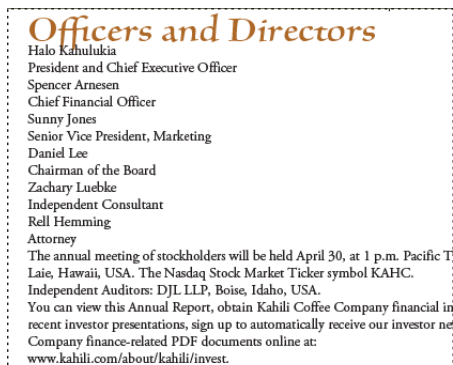 Officers and Directors
Halo Kahulukia
President and Chief Executive Officer
Spencer Arnesen
Chief Financial Officer
Sunny Jones
Senior Vice President, Marketing
Daniel Lee
Chairman of the Board
Zachary Luebke
Independent Consultant
Rell Hemming
Attorney
The annual meeting of stockholders will be held April 30, at 1 p.m. Pacific
Laie, Hawaii, USA. The Nasdaq Stock Market Ticker symbol KAHC.
Independent Auditors: DJL LLP, Boise, Idaho, USA.
You can view this Annual Report, obtain Kahili Coffee Company financial
recent investor presentations, sign up to automatically receive our investor
Company finance-related PDF documents online at:
www.kahili.com/about/kahili/invest.